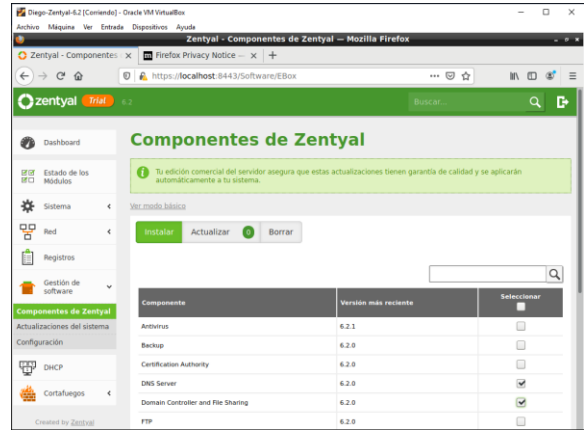 Diego-Zentyal-6.2 [Corriendo] - Oracle VM VirtualBox
Archivo Máquina Ver Entrada Dispositivos Ayuda
Zentyal - Componentes de Zentyal — Mozilla Firefox
Zentyal - Componentes
Firefox Privacy Notice —
https://localhost:8443/Software/EBox
zentyal Trial 6.2
Buscar...
Dashboard
Estado de los
Módulos
Sistema
Red
Registros
Gestión de
software
Componentes de Zentyal
Actualizaciones del sistema
Configuración
DHCP
Cortafuegos
Created by Zentyal
Componentes de Zentyal
Tu edición comercial del servidor asegura que estas actualizaciones tienen garantía de calidad y se aplicarán
automáticamente a tu sistema.
Ver modo básico
Instalar Actualizar 0 Borrar
Componente Versión más reciente Seleccionar
Antivirus 6.2.1
Backup 6.2.0
Certification Authority 6.2.0
DNS Server 6.2.0
Domain Controller and File Sharing 6.2.0
FTP 6.2.0